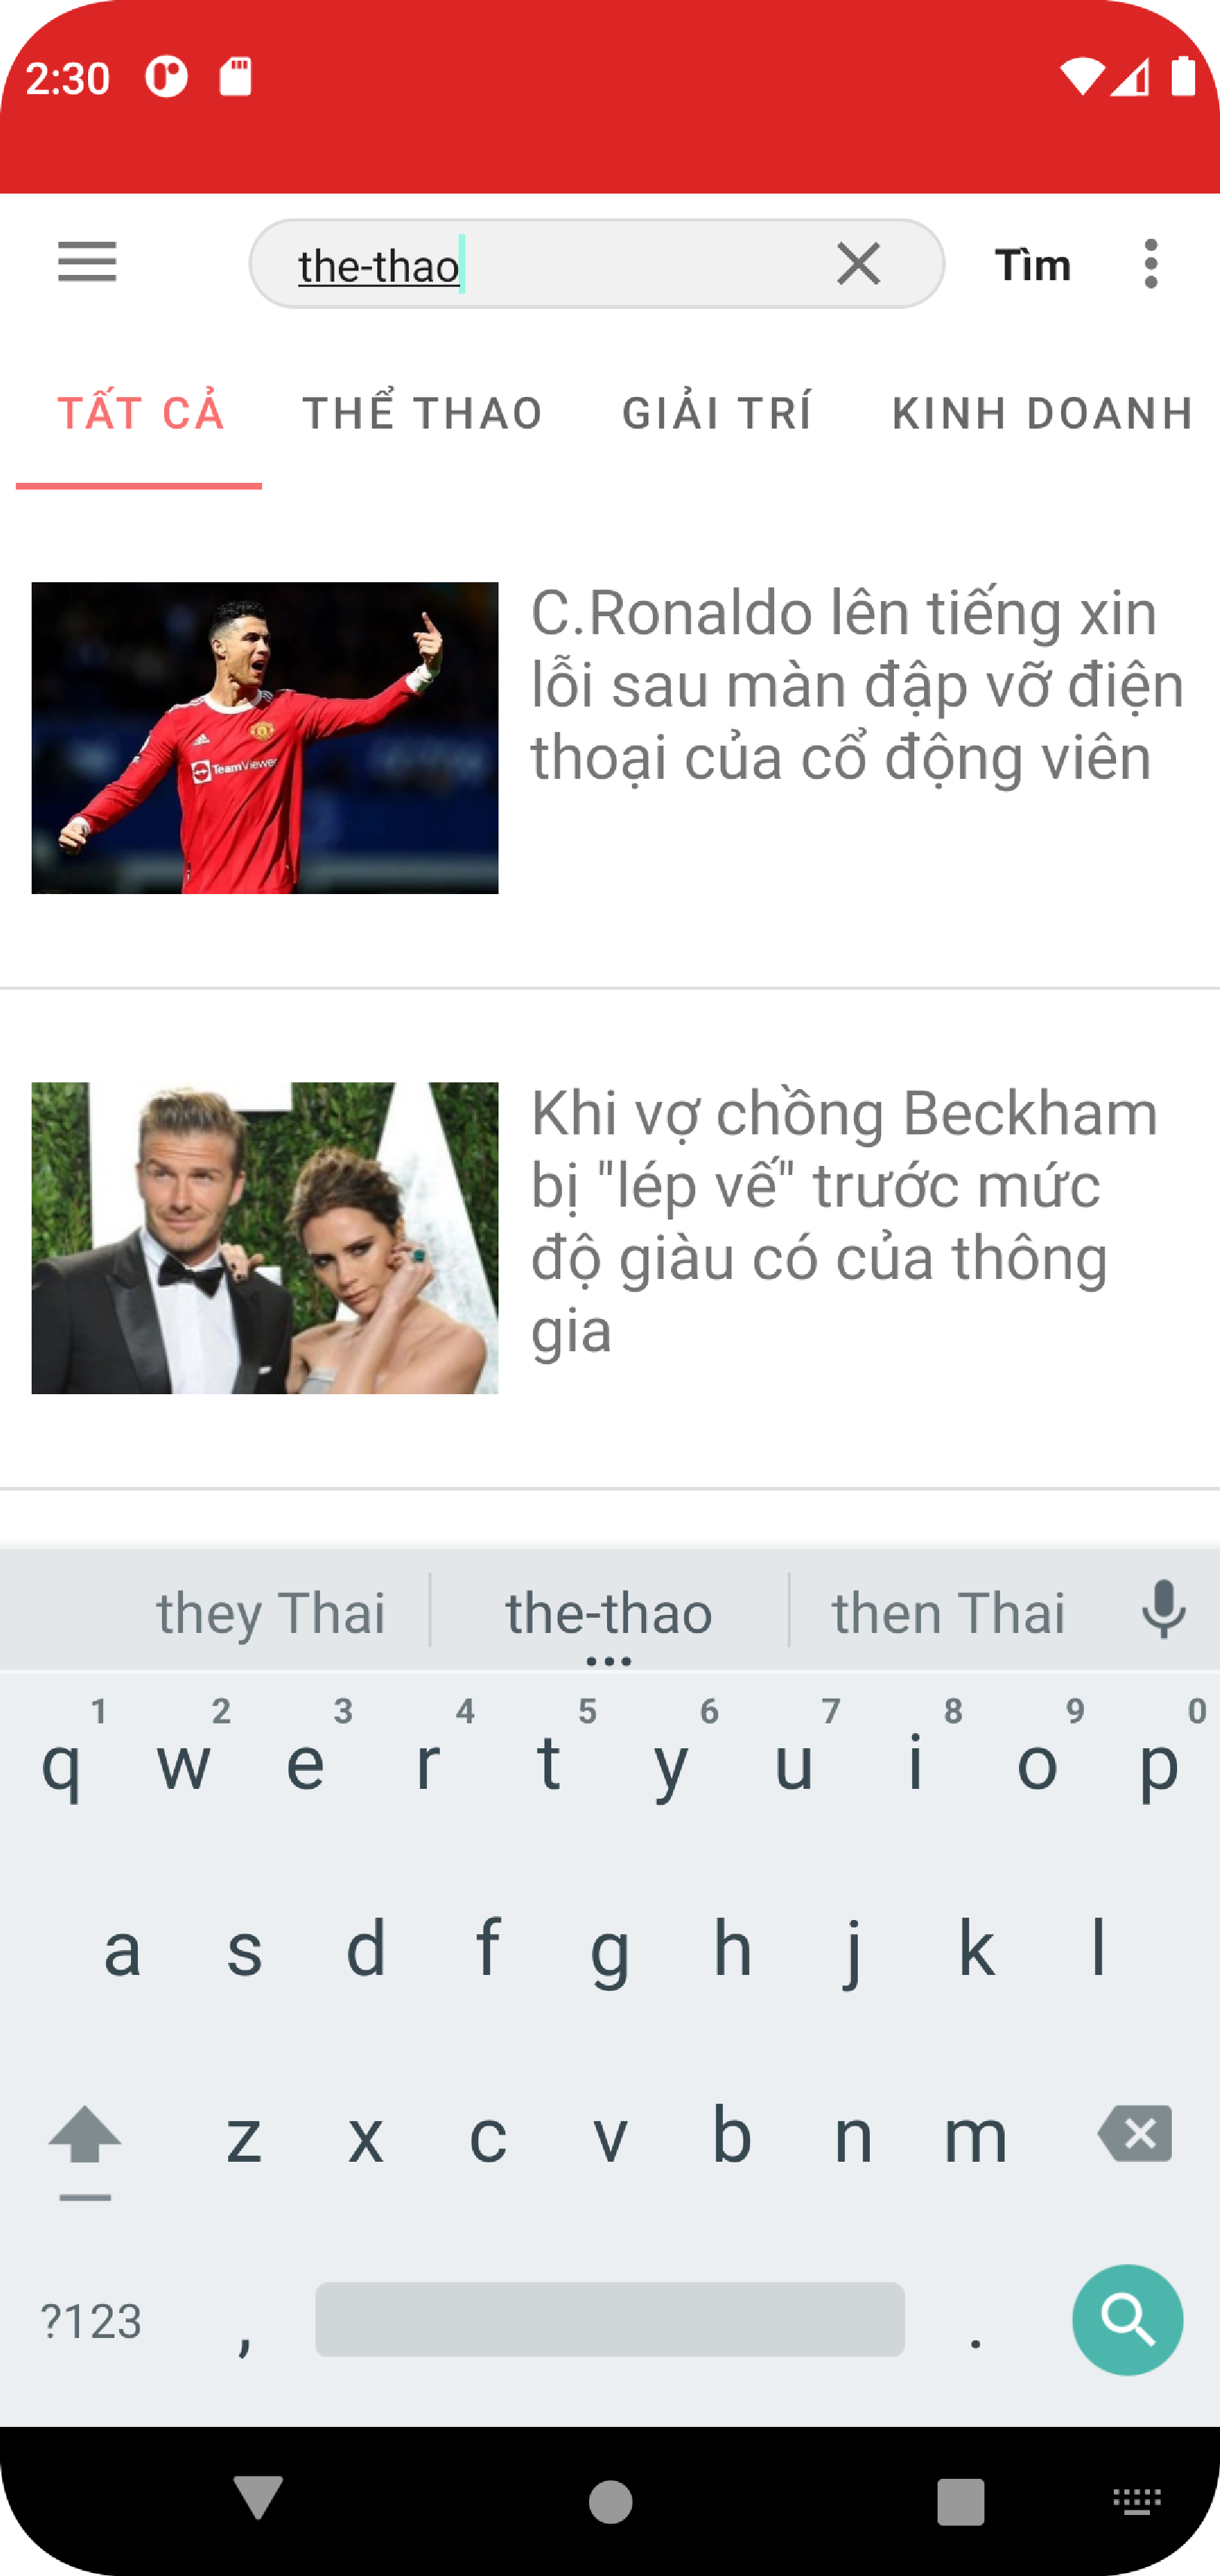 2:30
the-thao
Tìm
TẤT CẢ THỂ THAO GIẢI TRÍ KINH DOANH
TeamViewer
C.Ronaldo lên tiếng xin
lỗi sau màn đập vỡ điện
thoại của cổ động viên
Khi vợ chồng Beckham
bị "lép vế" trước mức
độ giàu có của thông
gia
they Thai the-thao then Thai
1 2 3 4 5 6 7 8 9 0
q w e r t y u i o p
a s d f g h j k l
z x c v b n m
?123 , .